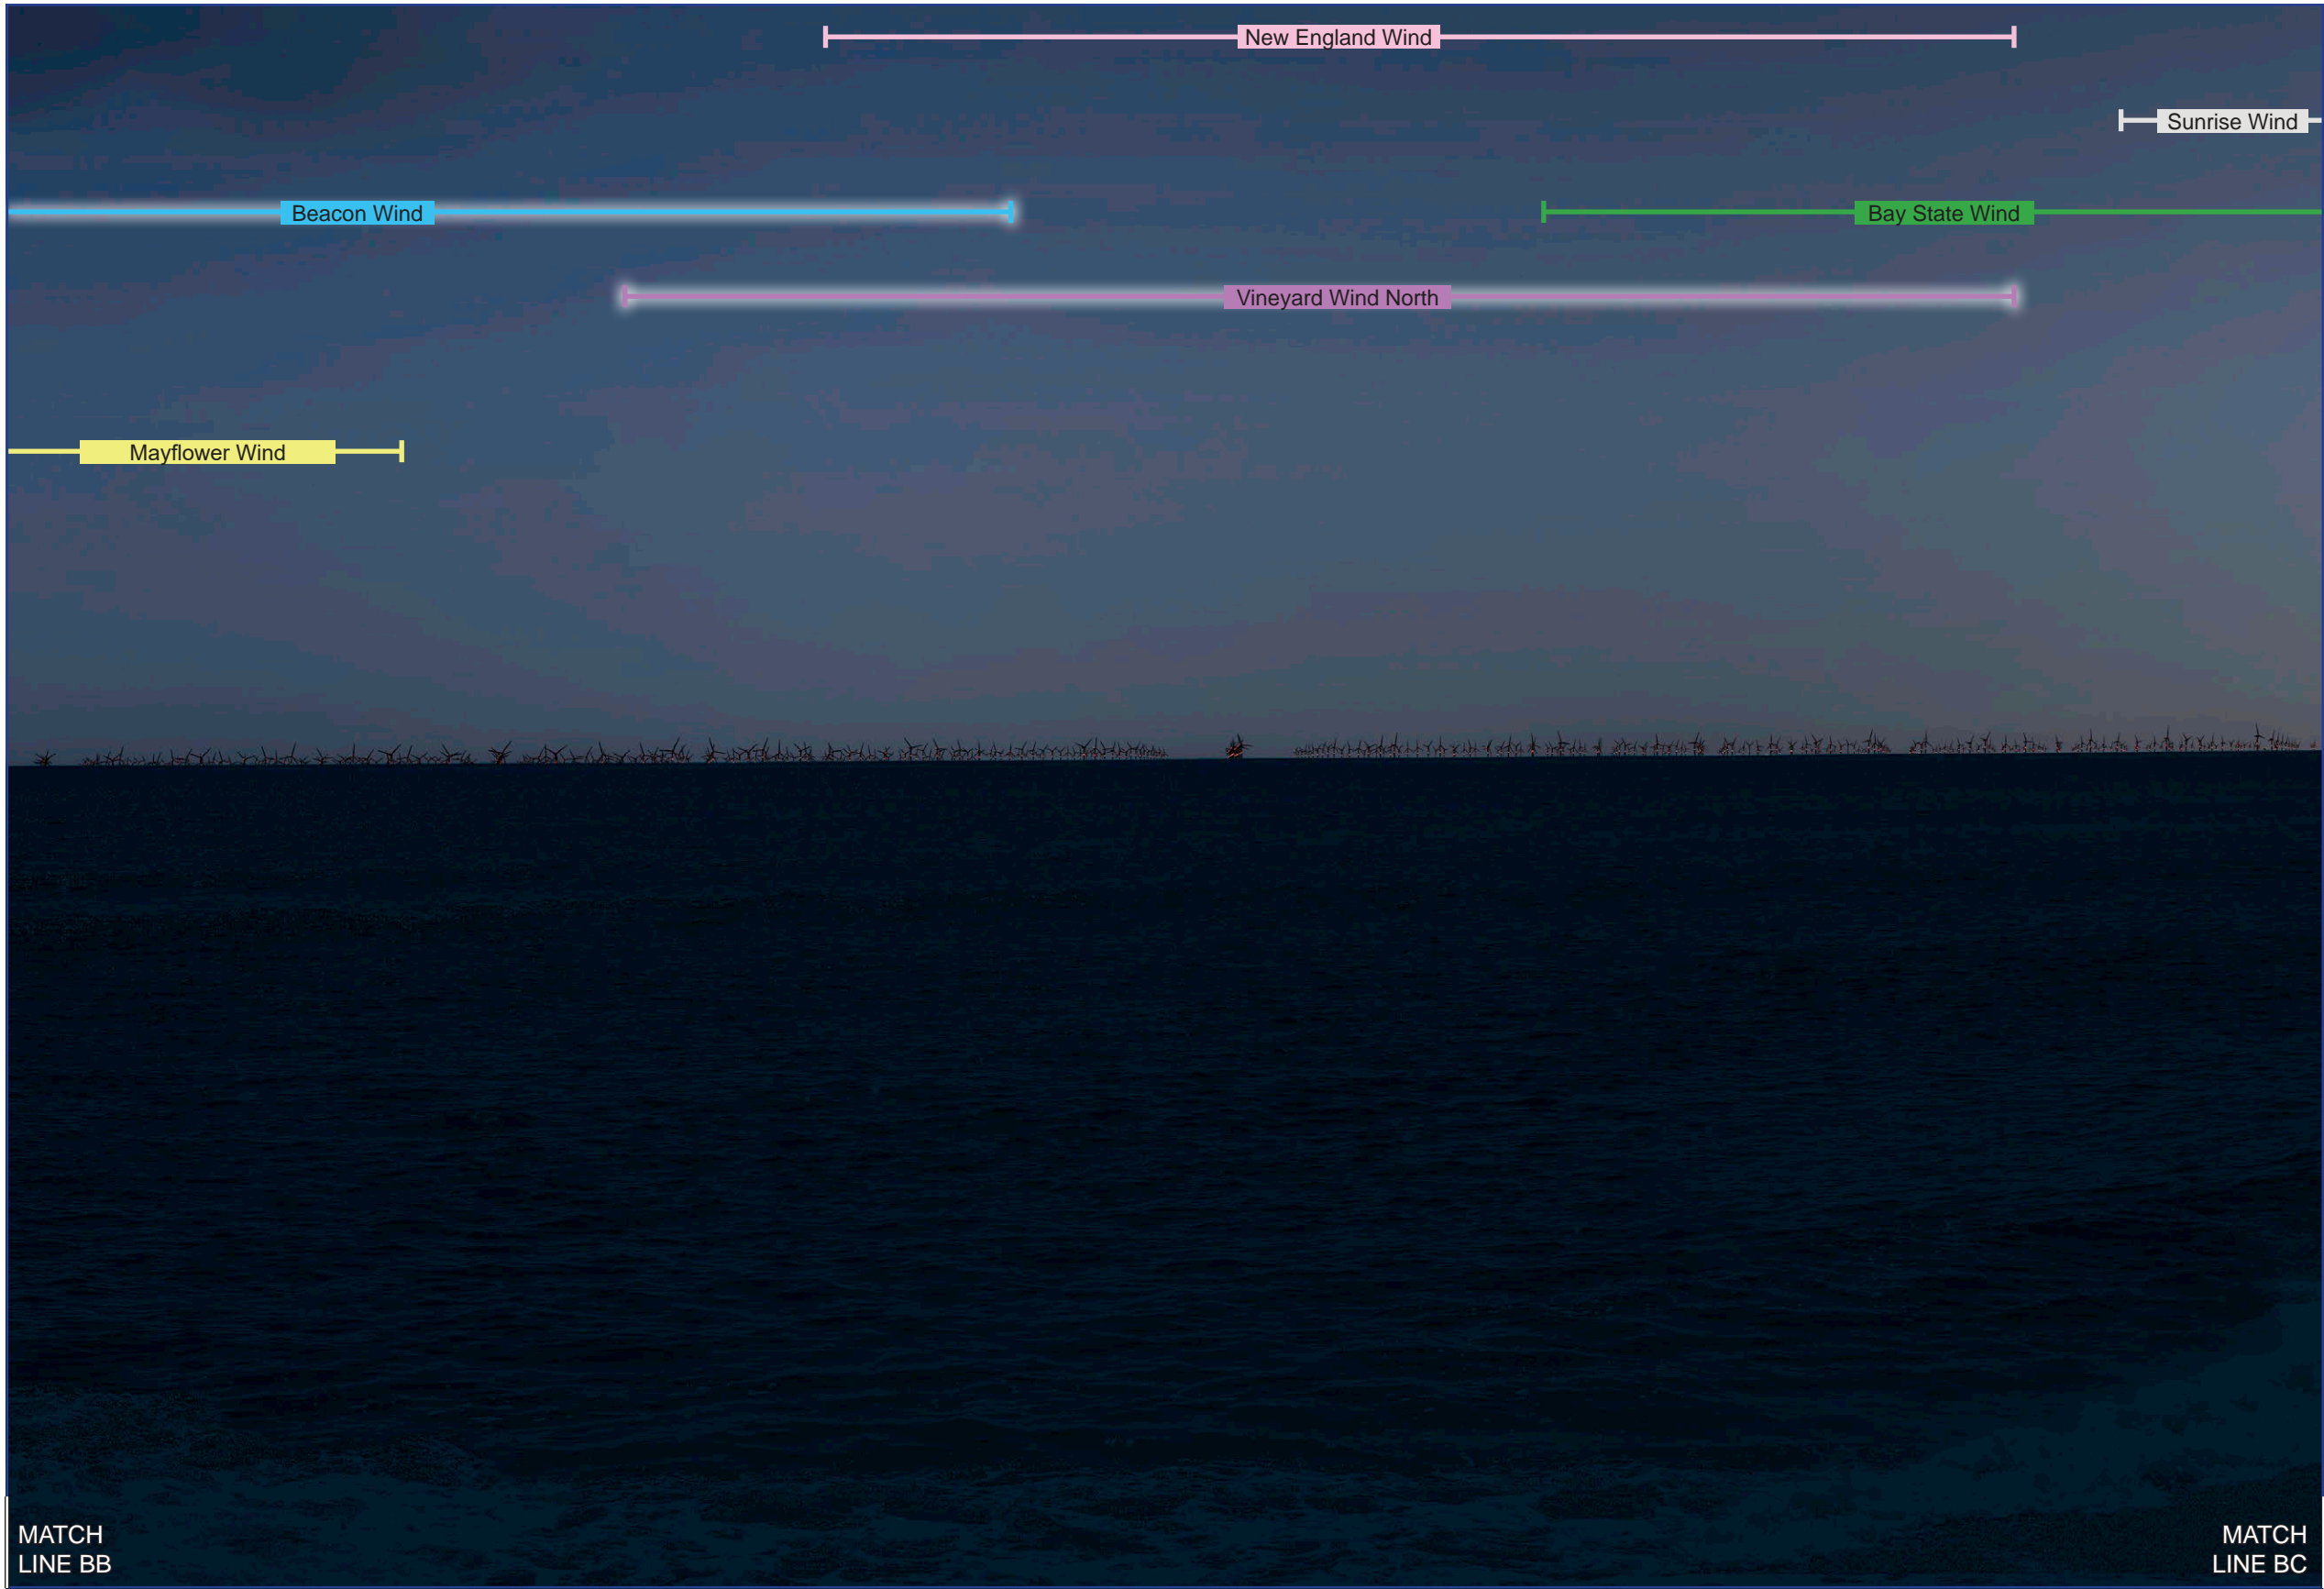 New England Wind
Sunrise Wind
Beacon Wind
Bay State Wind
Vineyard Wind North
Mayflower Wind
MATCH
LINE BB
MATCH
LINE BC